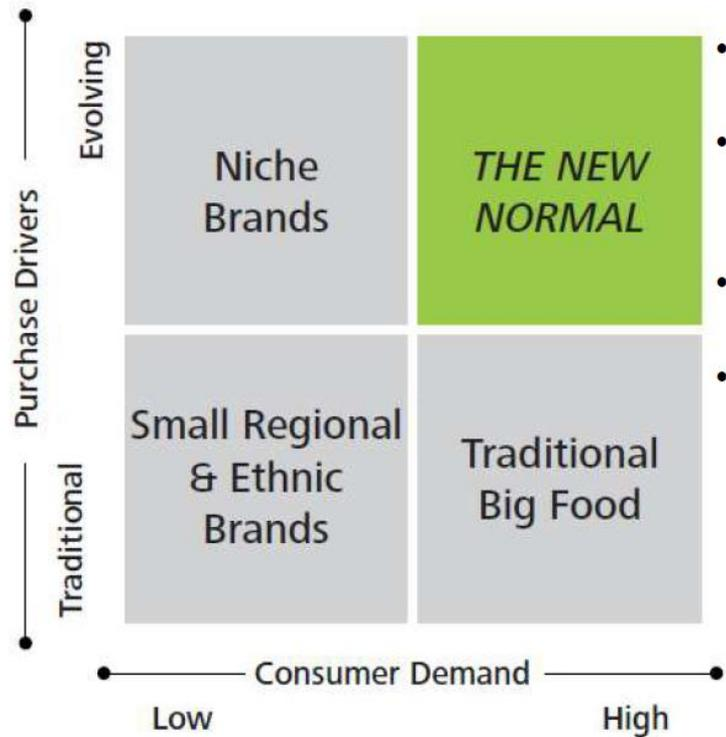 Purchase Drivers
Evolving
Traditional
Niche
Brands
THE NEW
NORMAL
Small Regional
& Ethnic
Brands
Traditional
Big Food
Consumer Demand
Low
High